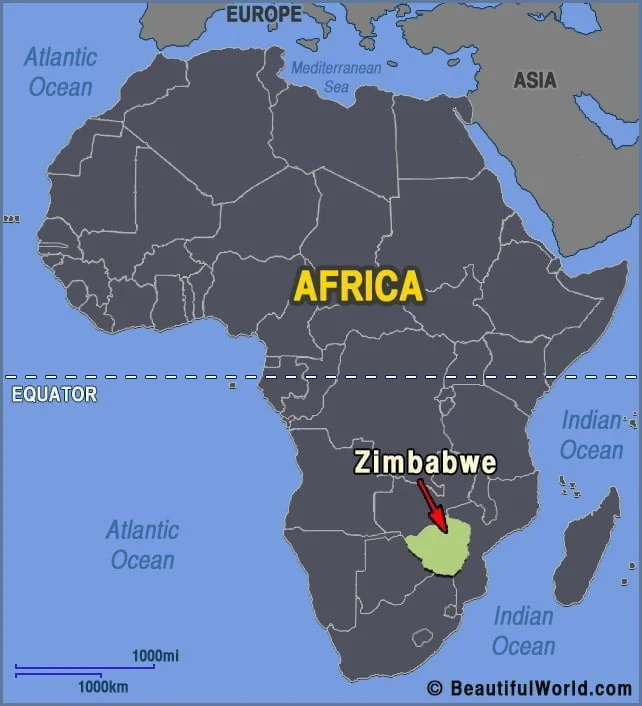 EUROPE
Atlantic
Ocean
Mediterranean
Sea
ASIA
AFRICA
EQUATOR
Indian
Ocean
Zimbabwe
Atlantic
Ocean
Indian
Ocean
1000mi
1000km
© BeautifulWorld.com